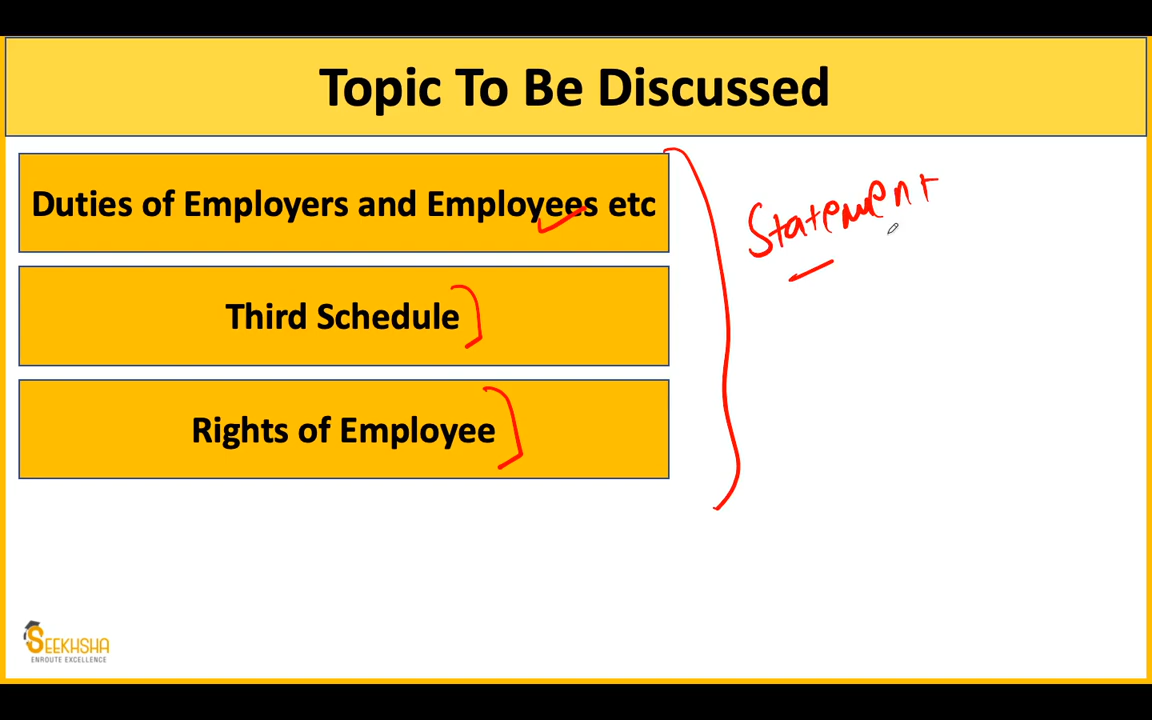 Topic To Be Discussed
Duties of Employers and Employees etc
Statement
Third Schedule
Rights of Employee
SEEKHSHA
ENROUTE EXCELLENCE